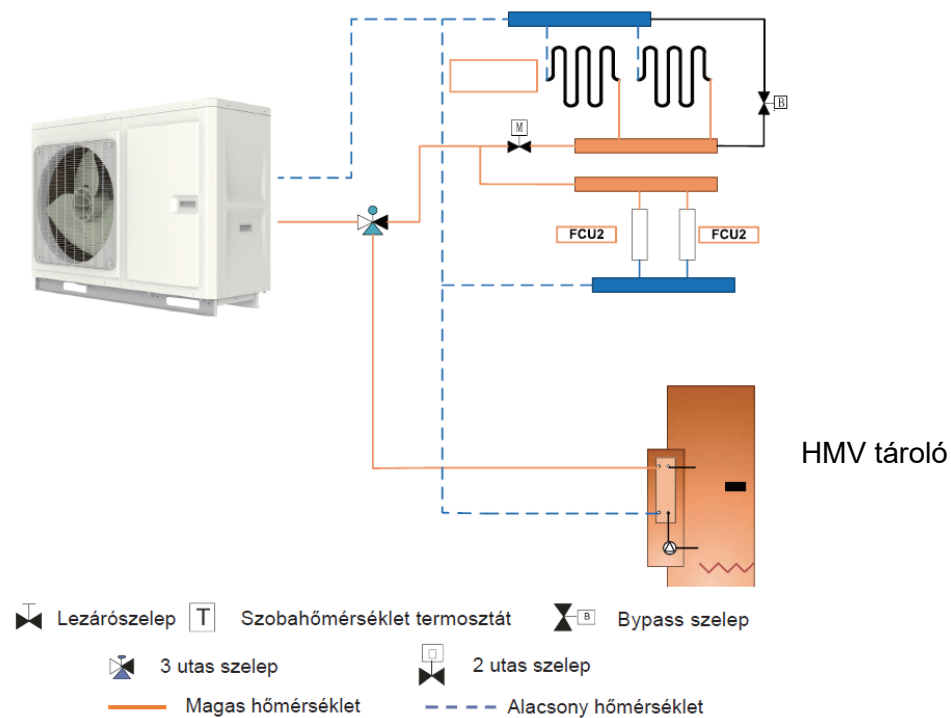 B
M
FCU2
FCU2
HMV tároló
Lezárószelep
T
Szobahőmérséklet termosztát
B
Bypass szelep
3 utas szelep
2 utas szelep
Magas hőmérséklet
Alacsony hőmérséklet